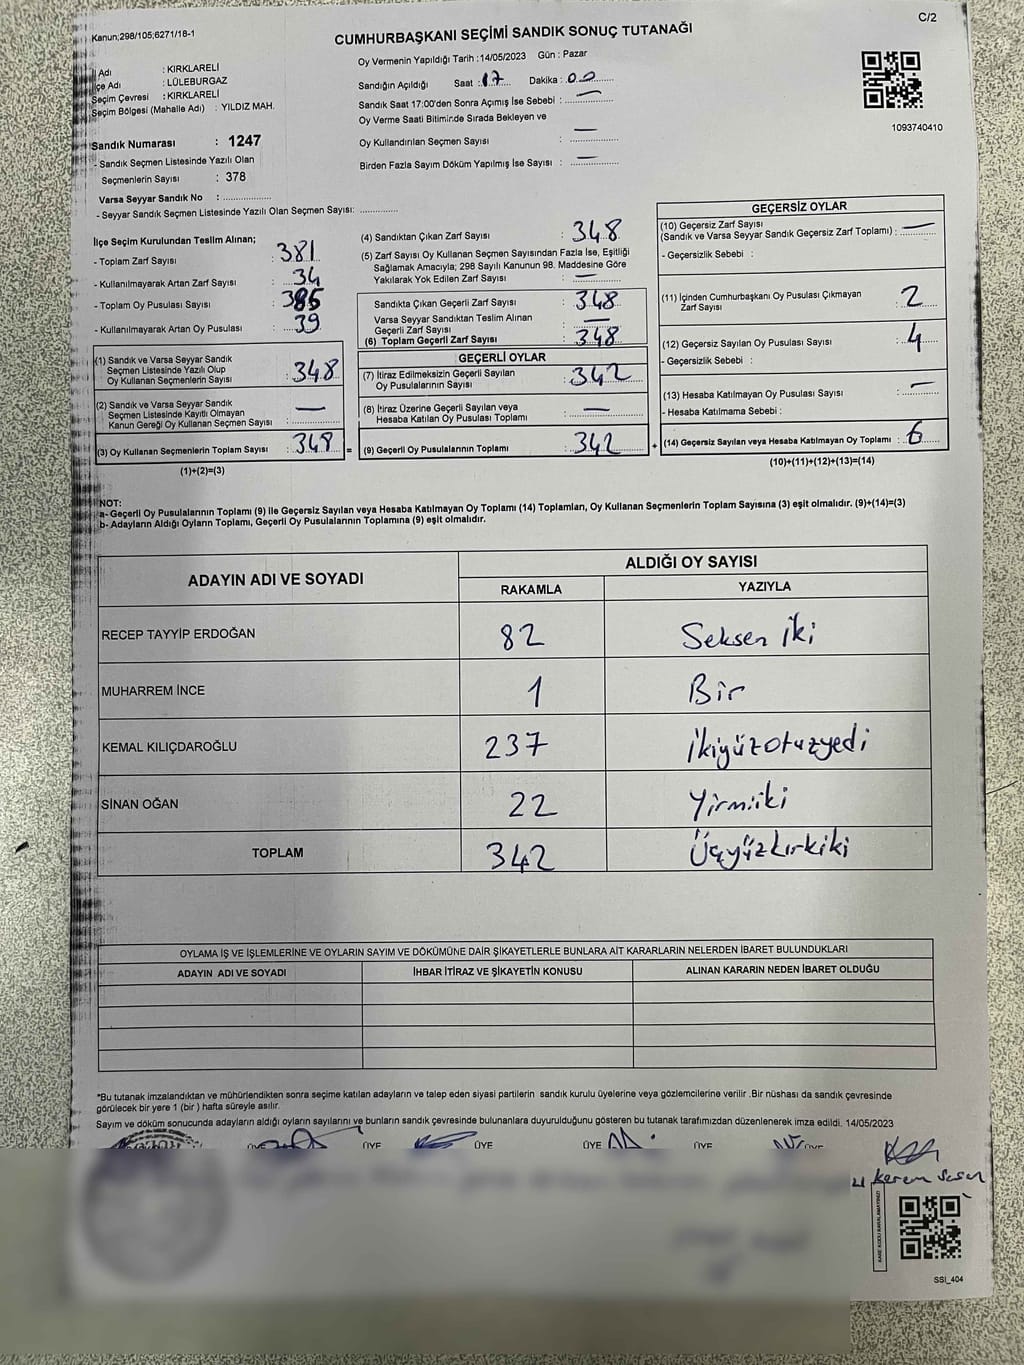 C/2
Kanun;298/105;6271/18-1
CUMHURBAŞKANI SEÇİMİ SANDIK SONUÇ TUTANAĞI
İl Adı : KIRKLARELİ
İlçe Adı : LÜLEBURGAZ
Seçim Çevresi : KIRKLARELİ
Seçim Bölgesi (Mahalle Adı) : YILDIZ MAH.
Sandık Numarası : 1247
- Sandık Seçmen Listesinde Yazılı Olan
Seçmenlerin Sayısı : 378
Varsa Seyyar Sandık No : ..............
- Seyyar Sandık Seçmen Listesinde Yazılı Olan Seçmen Sayısı: ..............
Oy Vermenin Yapıldığı Tarih :14/05/2023 Gün : Pazar
Sandığın Açıldığı Saat : 17 Dakika : 00
Sandık Saat 17:00'den Sonra Açımış İse Sebebi : —
Oy Verme Saati Bitiminde Sırada Bekleyen ve
Oy Kullandırılan Seçmen Sayısı : —
Birden Fazla Sayım Döküm Yapılmış İse Sayısı : —
1093740410
İlçe Seçim Kurulundan Teslim Alınan;
- Toplam Zarf Sayısı : 381
- Kullanılmayarak Artan Zarf Sayısı : 34
- Toplam Oy Pusulası Sayısı : 385
- Kullanılmayarak Artan Oy Pusulası : 39
(1) Sandık ve Varsa Seyyar Sandık
Seçmen Listesinde Yazılı Olup
Oy Kullanan Seçmenlerin Sayısı : 348
(2) Sandık ve Varsa Seyyar Sandık
Seçmen Listesinde Kayıtlı Olmayan
Kanun Gereği Oy Kullanan Seçmen Sayısı : —
(3) Oy Kullanan Seçmenlerin Toplam Sayısı : 348 =
(1)+(2)=(3)
(4) Sandıktan Çıkan Zarf Sayısı : 348
(5) Zarf Sayısı Oy Kullanan Seçmen Sayısından Fazla İse, Eşitliği
Sağlamak Amacıyla; 298 Sayılı Kanunun 98. Maddesine Göre
Yakılarak Yok Edilen Zarf Sayısı : —
Sandıkta Çıkan Geçerli Zarf Sayısı : 348
Varsa Seyyar Sandıktan Teslim Alınan
Geçerli Zarf Sayısı : —
(6) Toplam Geçerli Zarf Sayısı : 348
GEÇERLİ OYLAR
(7) İtiraz Edilmeksizin Geçerli Sayılan
Oy Pusulalarının Sayısı : 342
(8) İtiraz Üzerine Geçerli Sayılan veya
Hesaba Katılan Oy Pusulası Toplamı : —
(9) Geçerli Oy Pusulalarının Toplamı : 342 +
GEÇERSİZ OYLAR
(10) Geçersiz Zarf Sayısı
(Sandık ve Varsa Seyyar Sandık Geçersiz Zarf Toplamı) : —
- Geçersizlik Sebebi :
(11) İçinden Cumhurbaşkanı Oy Pusulası Çıkmayan
Zarf Sayısı : 2
(12) Geçersiz Sayılan Oy Pusulası Sayısı : 4
- Geçersizlik Sebebi :
(13) Hesaba Katılmayan Oy Pusulası Sayısı : —
- Hesaba Katılmama Sebebi :
(14) Geçersiz Sayılan veya Hesaba Katılmayan Oy Toplamı : 6
(10)+(11)+(12)+(13)=(14)
NOT:
a- Geçerli Oy Pusulalarının Toplamı (9) ile Geçersiz Sayılan veya Hesaba Katılmayan Oy Toplamı (14) Toplamları, Oy Kullanan Seçmenlerin Toplam Sayısına (3) eşit olmalıdır. (9)+(14)=(3)
b- Adayların Aldığı Oyların Toplamı, Geçerli Oy Pusulalarının Toplamına (9) eşit olmalıdır.
ADAYIN ADI VE SOYADI ALDIĞI OY SAYISI
RAKAMLA YAZIYLA
RECEP TAYYİP ERDOĞAN 82 Seksen İki
MUHARREM İNCE 1 Bir
KEMAL KILIÇDAROĞLU 237 İkiyüzotuzyedi
SİNAN OĞAN 22 Yirmiiki
TOPLAM 342 Üçyüzkırkiki
OYLAMA İŞ VE İŞLEMLERİNE VE OYLARIN SAYIM VE DÖKÜMÜNE DAİR ŞİKAYETLERLE BUNLARA AİT KARARLARIN NELERDEN İBARET BULUNDUKLARI
ADAYIN ADI VE SOYADI İHBAR İTİRAZ VE ŞİKAYETİN KONUSU ALINAN KARARIN NEDEN İBARET OLDUĞU
*Bu tutanak imzalandıktan ve mühürlendikten sonra seçime katılan adayların ve talep eden siyasi partilerin sandık kurulu üyelerine veya gözlemcilerine verilir .Bir nüshası da sandık çevresinde
görülecek bir yere 1 (bir ) hafta süreyle asılır.
Sayım ve döküm sonucunda adayların aldığı oyların sayılarını ve bunların sandık çevresinde bulunanlara duyurulduğunu gösteren bu tutanak tarafımızdan düzenlenerek imza edildi. 14/05/2023
ÜYE ÜYE ÜYE ÜYE ÜYE
Kerem
SSİ_404